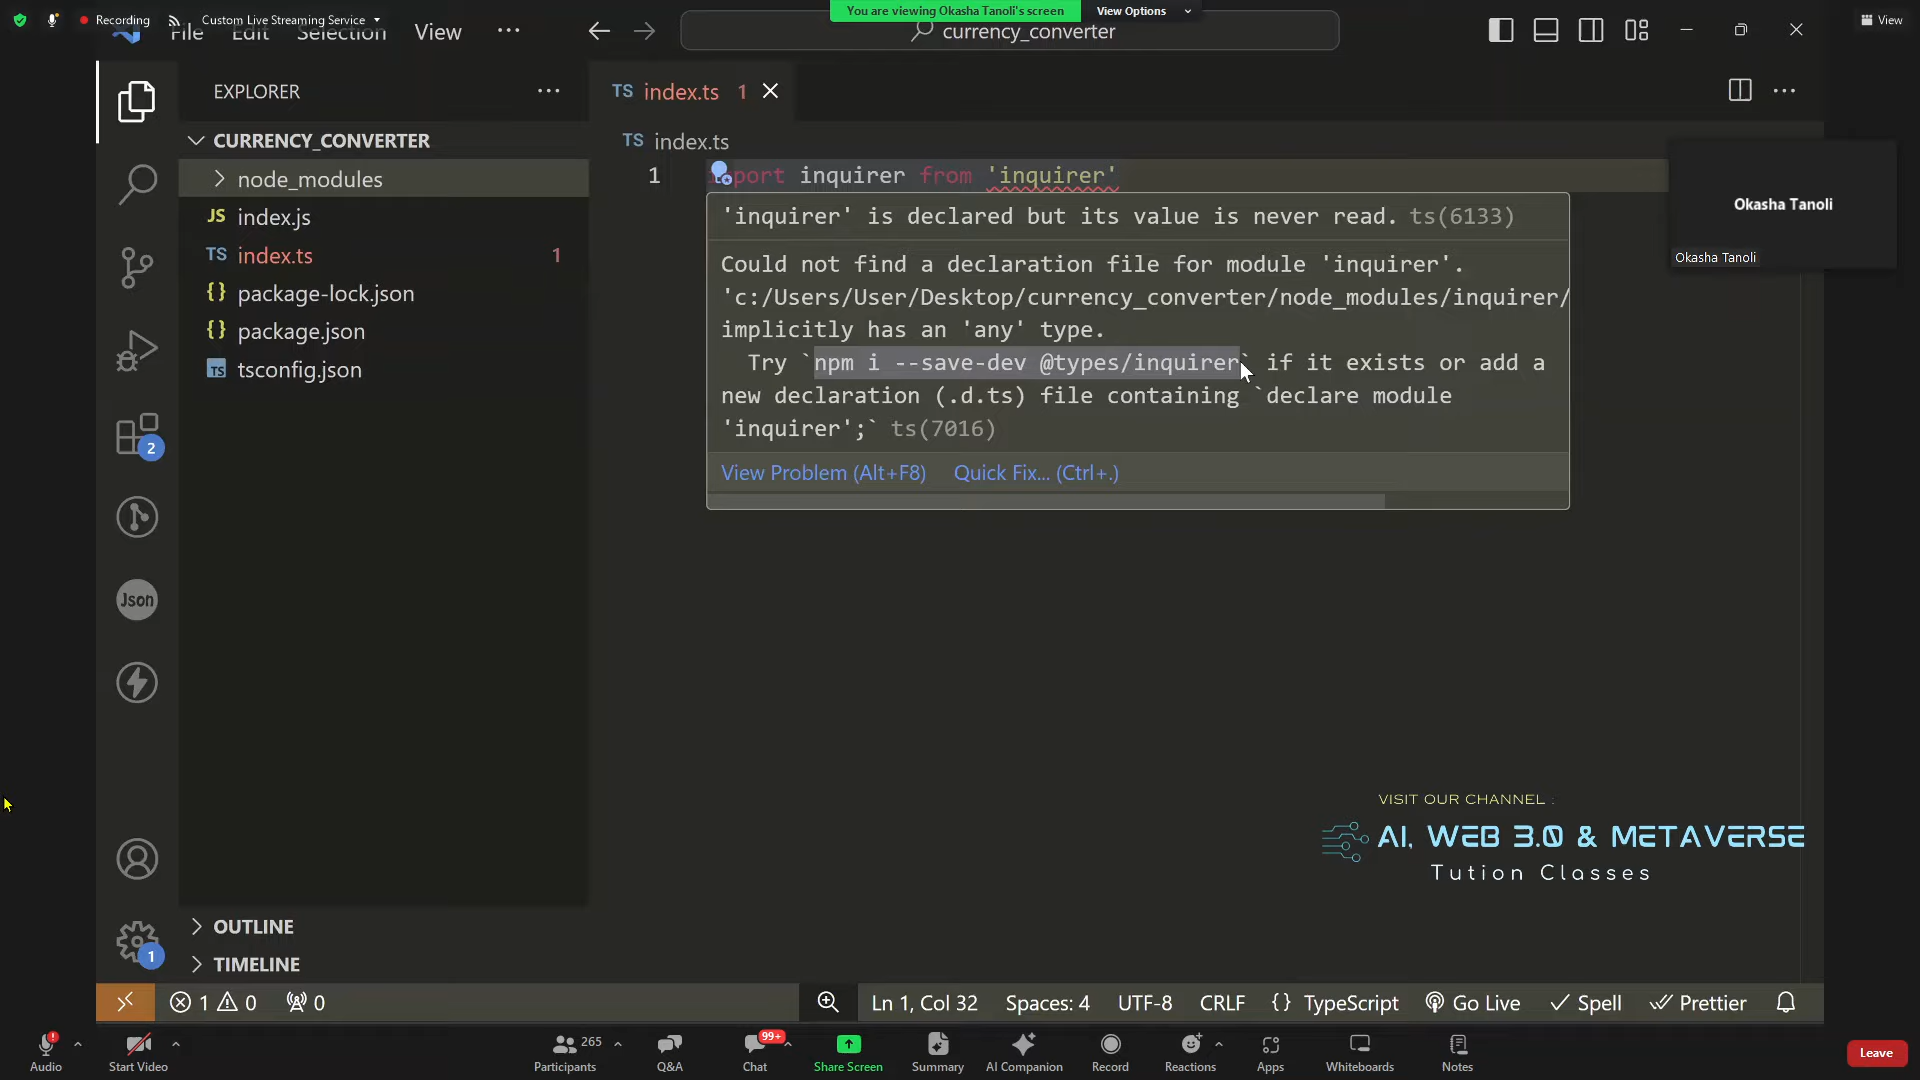 Recording
Custom Live Streaming Service
You are viewing Okasha Tanoli's screen
View Options
View
File Edit Selection View ...
currency_converter
EXPLORER ...
TS index.ts 1
CURRENCY_CONVERTER
TS index.ts
node_modules
JS index.js
TS index.ts 1
{} package-lock.json
{} package.json
TS tsconfig.json
1 import inquirer from 'inquirer'
'inquirer' is declared but its value is never read. ts(6133)
Could not find a declaration file for module 'inquirer'.
'c:/Users/User/Desktop/currency_converter/node_modules/inquirer/
implicitly has an 'any' type.
Try `npm i --save-dev @types/inquirer` if it exists or add a
new declaration (.d.ts) file containing `declare module
'inquirer';` ts(7016)
View Problem (Alt+F8) Quick Fix... (Ctrl+.)
Okasha Tanoli
Okasha Tanoli
2
Json
1
VISIT OUR CHANNEL :
AI, WEB 3.0 & METAVERSE
Tution Classes
OUTLINE
TIMELINE
1 0 0
Ln 1, Col 32 Spaces: 4 UTF-8 CRLF {} TypeScript Go Live Spell Prettier
Audio
Start Video
Participants 265
Q&A
Chat 99+
Share Screen
Summary
AI Companion
Record
Reactions
Apps
Whiteboards
Notes
Leave